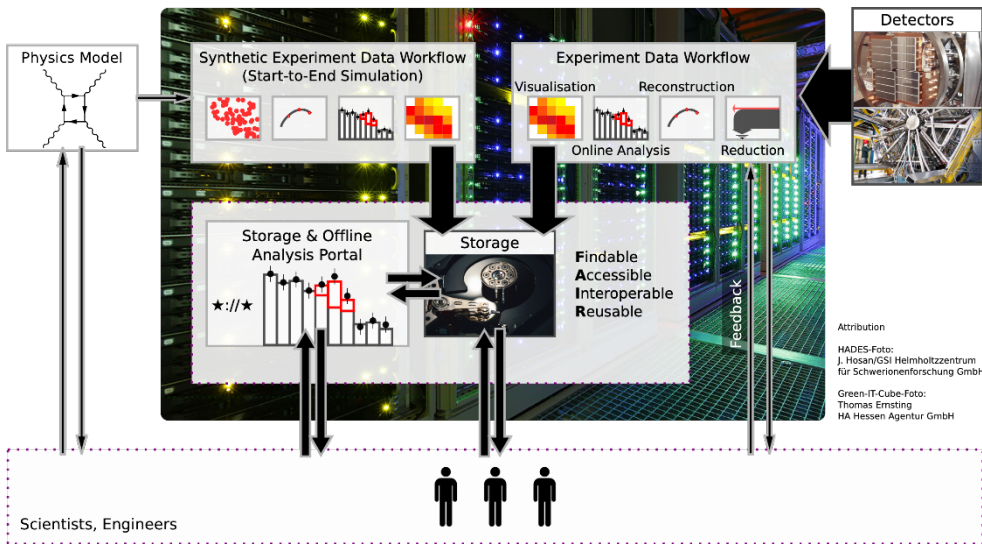 Physics Model
Synthetic Experiment Data Workflow
(Start-to-End Simulation)
Experiment Data Workflow
Visualisation
Reconstruction
Online Analysis
Reduction
Detectors
Storage & Offline
Analysis Portal
★://★
Storage
Findable
Accessible
Interoperable
Reusable
Feedback
Attribution
HADES-Foto:
J. Hosan/GSI Helmholtzzentrum
für Schwerionenforschung GmbH
Green-IT-Cube-Foto:
Thomas Ernsting
HA Hessen Agentur GmbH
Scientists, Engineers